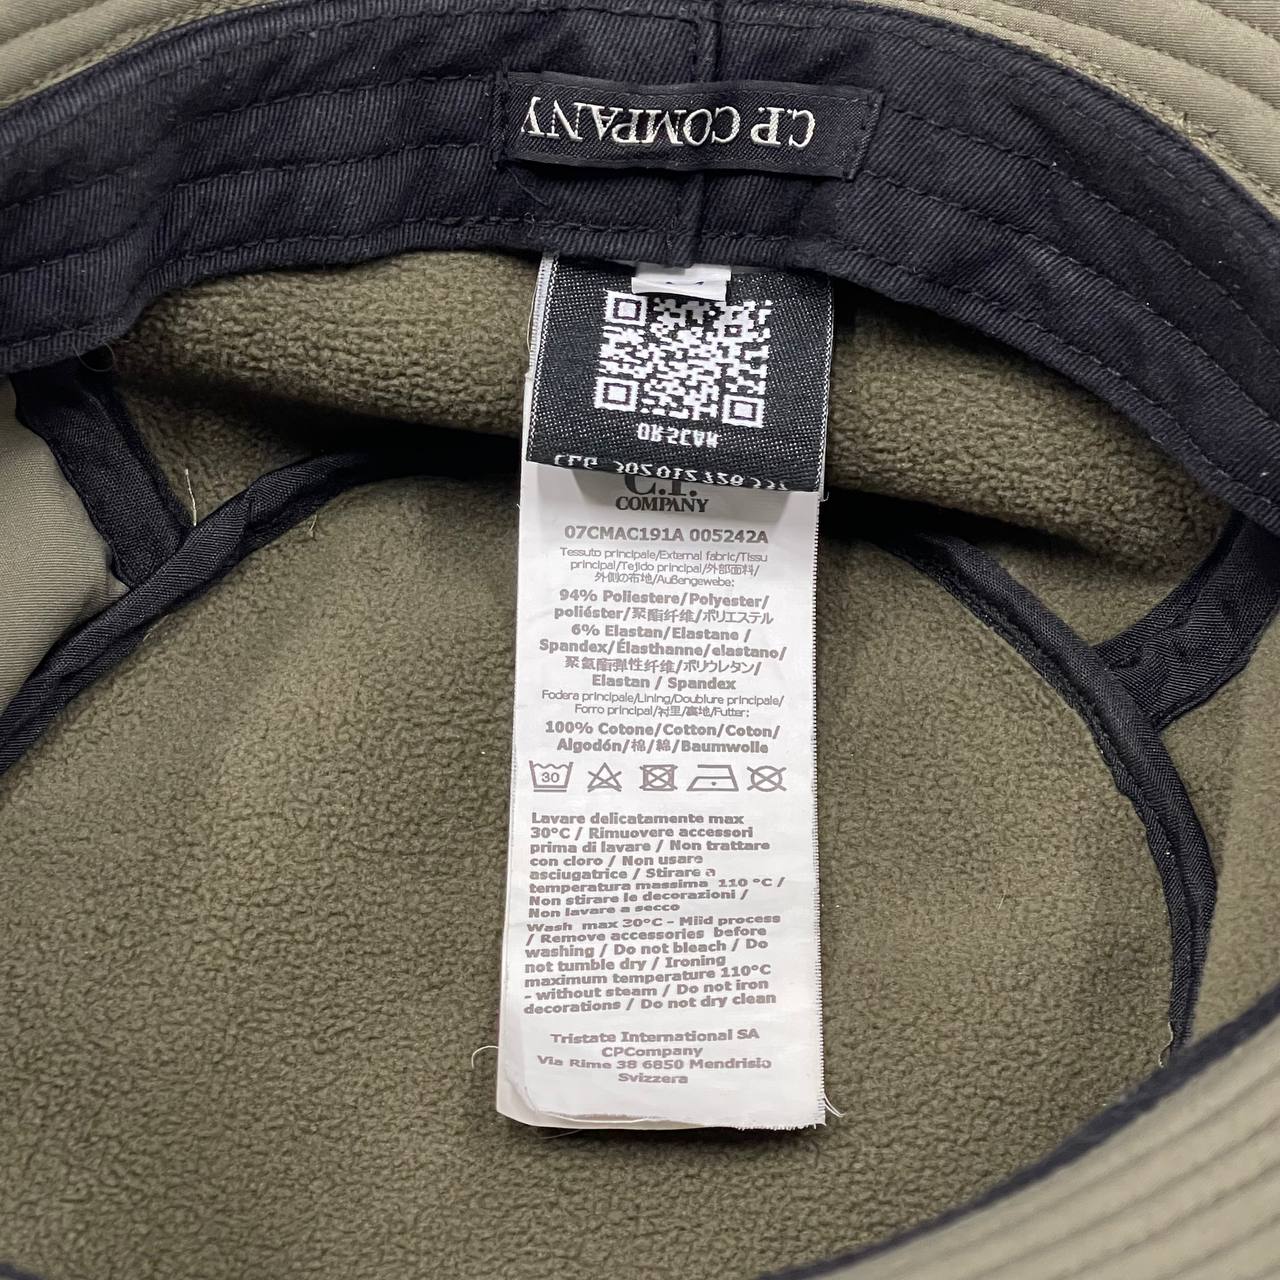 C.P. COMPANY
QR SCAN
C.P.
COMPANY
07CMAC191A 005242A
Tessuto principale/External fabric/Tissu
principal/Tejido principal/外部面料/
外側の布地/Außengewebe:
94% Poliestere/Polyester/
poliéster/聚酯纤维/ポリエステル
6% Elastan/Elastane /
Spandex/Élasthanne/elastano/
聚氨酯弹性纤维/ポリウレタン/
Elastan / Spandex
Fodera principale/Lining/Doublure principale/
Forro principal/衬里/裏地/Futter:
100% Cotone/Cotton/Coton/
Algodón/棉/綿/Baumwolle
30
Lavare delicatamente max
30°C / Rimuovere accessori
prima di lavare / Non trattare
con cloro / Non usare
asciugatrice / Stirare a
temperatura massima 110 °C /
Non stirare le decorazioni /
Non lavare a secco
Wash max 30°C - Mild process
/ Remove accessories before
washing / Do not bleach / Do
not tumble dry / Ironing
maximum temperature 110°C
- without steam / Do not iron
decorations / Do not dry clean
Tristate International SA
CPCompany
Via Rime 38 6850 Mendrisio
Svizzera